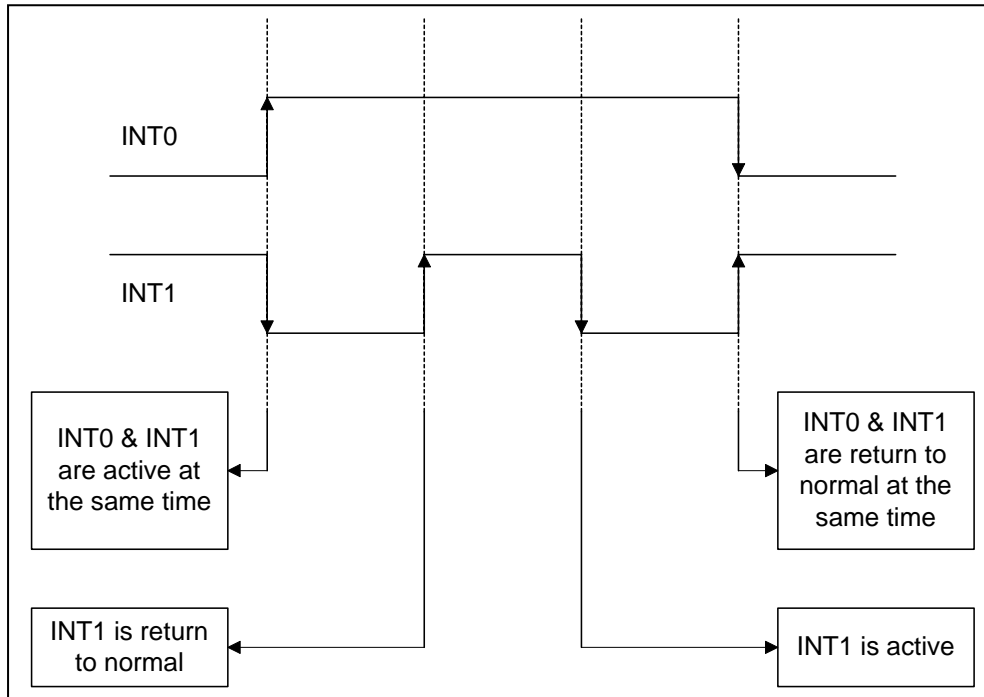 INT0
INT1
INT0 & INT1
are active at
the same time
INT0 & INT1
are return to
normal at the
same time
INT1 is return
to normal
INT1 is active